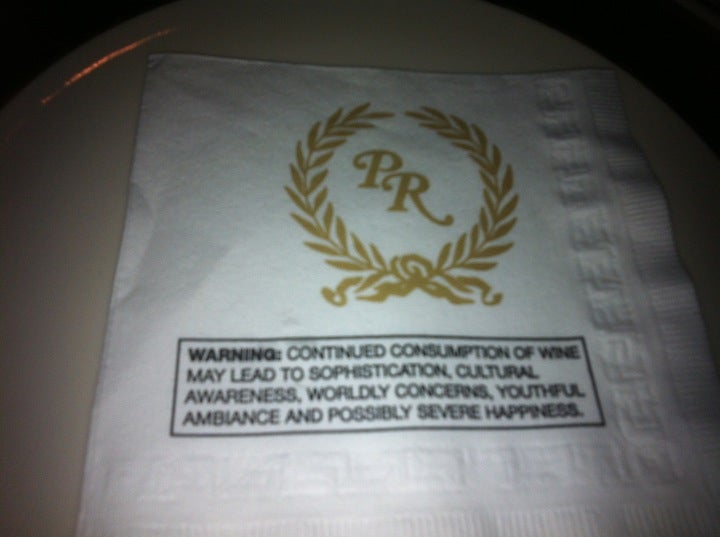 PR
WARNING: CONTINUED CONSUMPTION OF WINE
MAY LEAD TO SOPHISTICATION, CULTURAL
AWARENESS, WORLDLY CONCERNS, YOUTHFUL
AMBIANCE AND POSSIBLY SEVERE HAPPINESS.